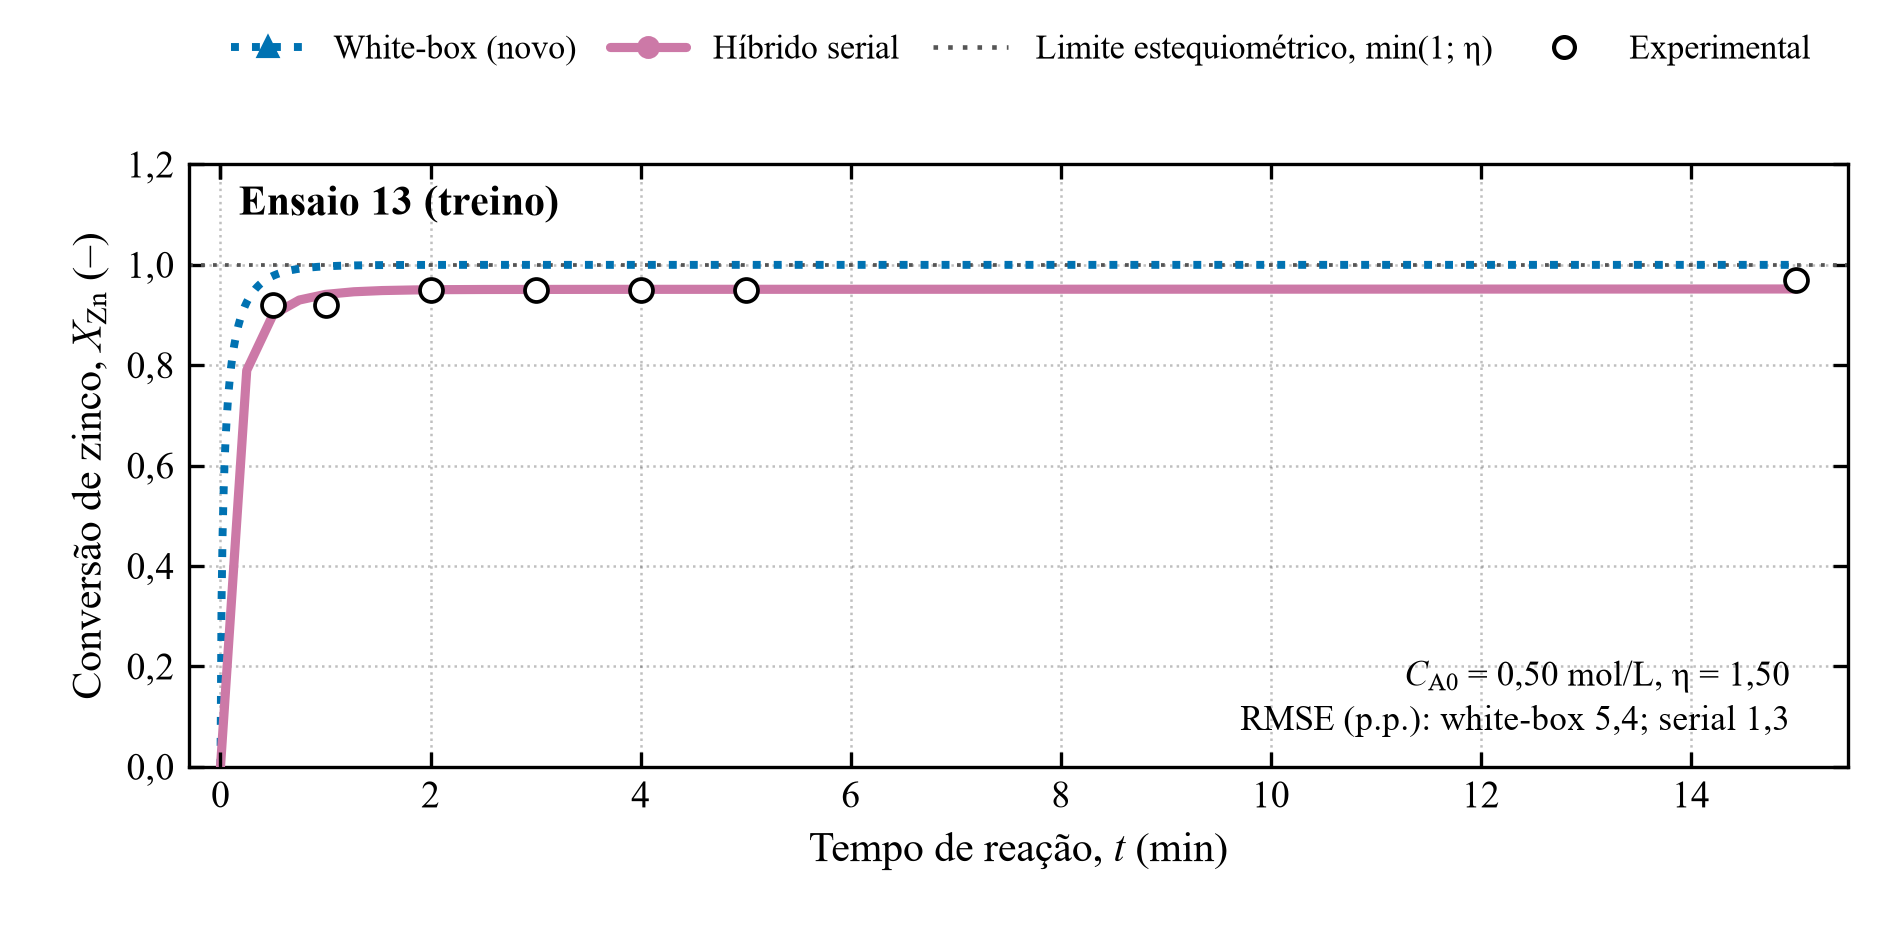 White-box (novo) Híbrido serial Limite estequiométrico, min(1; η) Experimental
Ensaio 13 (treino)
Conversão de zinco, X_Zn (−)
1,2
1,0
0,8
0,6
0,4
0,2
0,0
C_A0 = 0,50 mol/L, η = 1,50
RMSE (p.p.): white-box 5,4; serial 1,3
0 2 4 6 8 10 12 14
Tempo de reação, t (min)